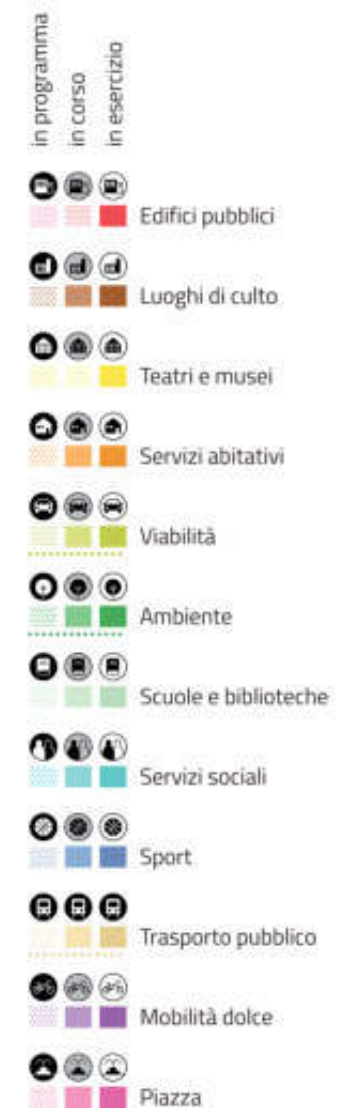 in programma
in corso
in esercizio
Edifici pubblici
Luoghi di culto
Teatri e musei
Servizi abitativi
Viabilità
Ambiente
Scuole e biblioteche
Servizi sociali
Sport
Trasporto pubblico
Mobilità dolce
Piazza